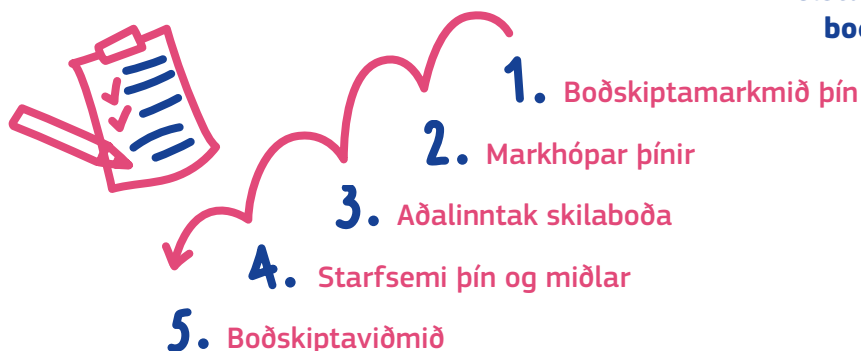 1. Boðskiptamarkmið þín
2. Markhópar þínir
3. Aðalinntak skilaboða
4. Starfsemi þín og miðlar
5. Boðskiptaviðmið